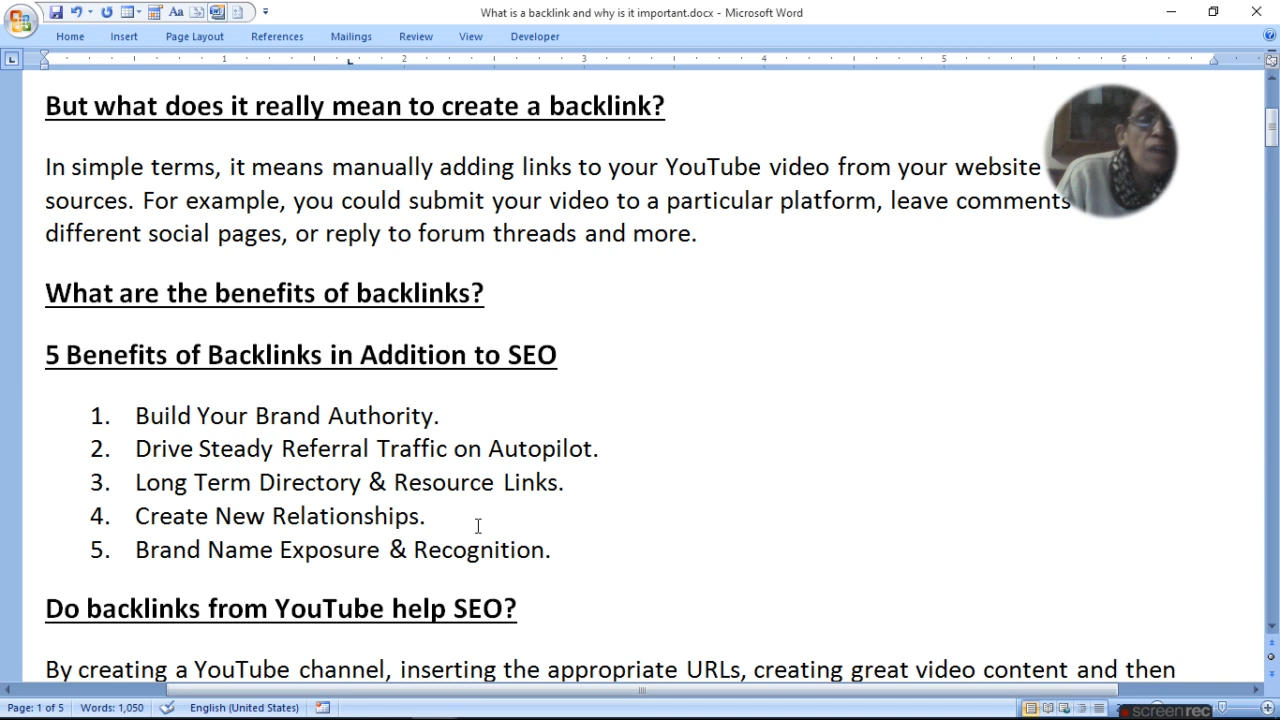 What is a backlink and why is it important.docx - Microsoft Word
Home Insert Page Layout References Mailings Review View Developer
1 2 3 4 5 6
But what does it really mean to create a backlink?
In simple terms, it means manually adding links to your YouTube video from your website
sources. For example, you could submit your video to a particular platform, leave comments
different social pages, or reply to forum threads and more.
What are the benefits of backlinks?
5 Benefits of Backlinks in Addition to SEO
1. Build Your Brand Authority.
2. Drive Steady Referral Traffic on Autopilot.
3. Long Term Directory & Resource Links.
4. Create New Relationships.
5. Brand Name Exposure & Recognition.
Do backlinks from YouTube help SEO?
By creating a YouTube channel, inserting the appropriate URLs, creating great video content and then
Page: 1 of 5 Words: 1,050 English (United States)
screenrec